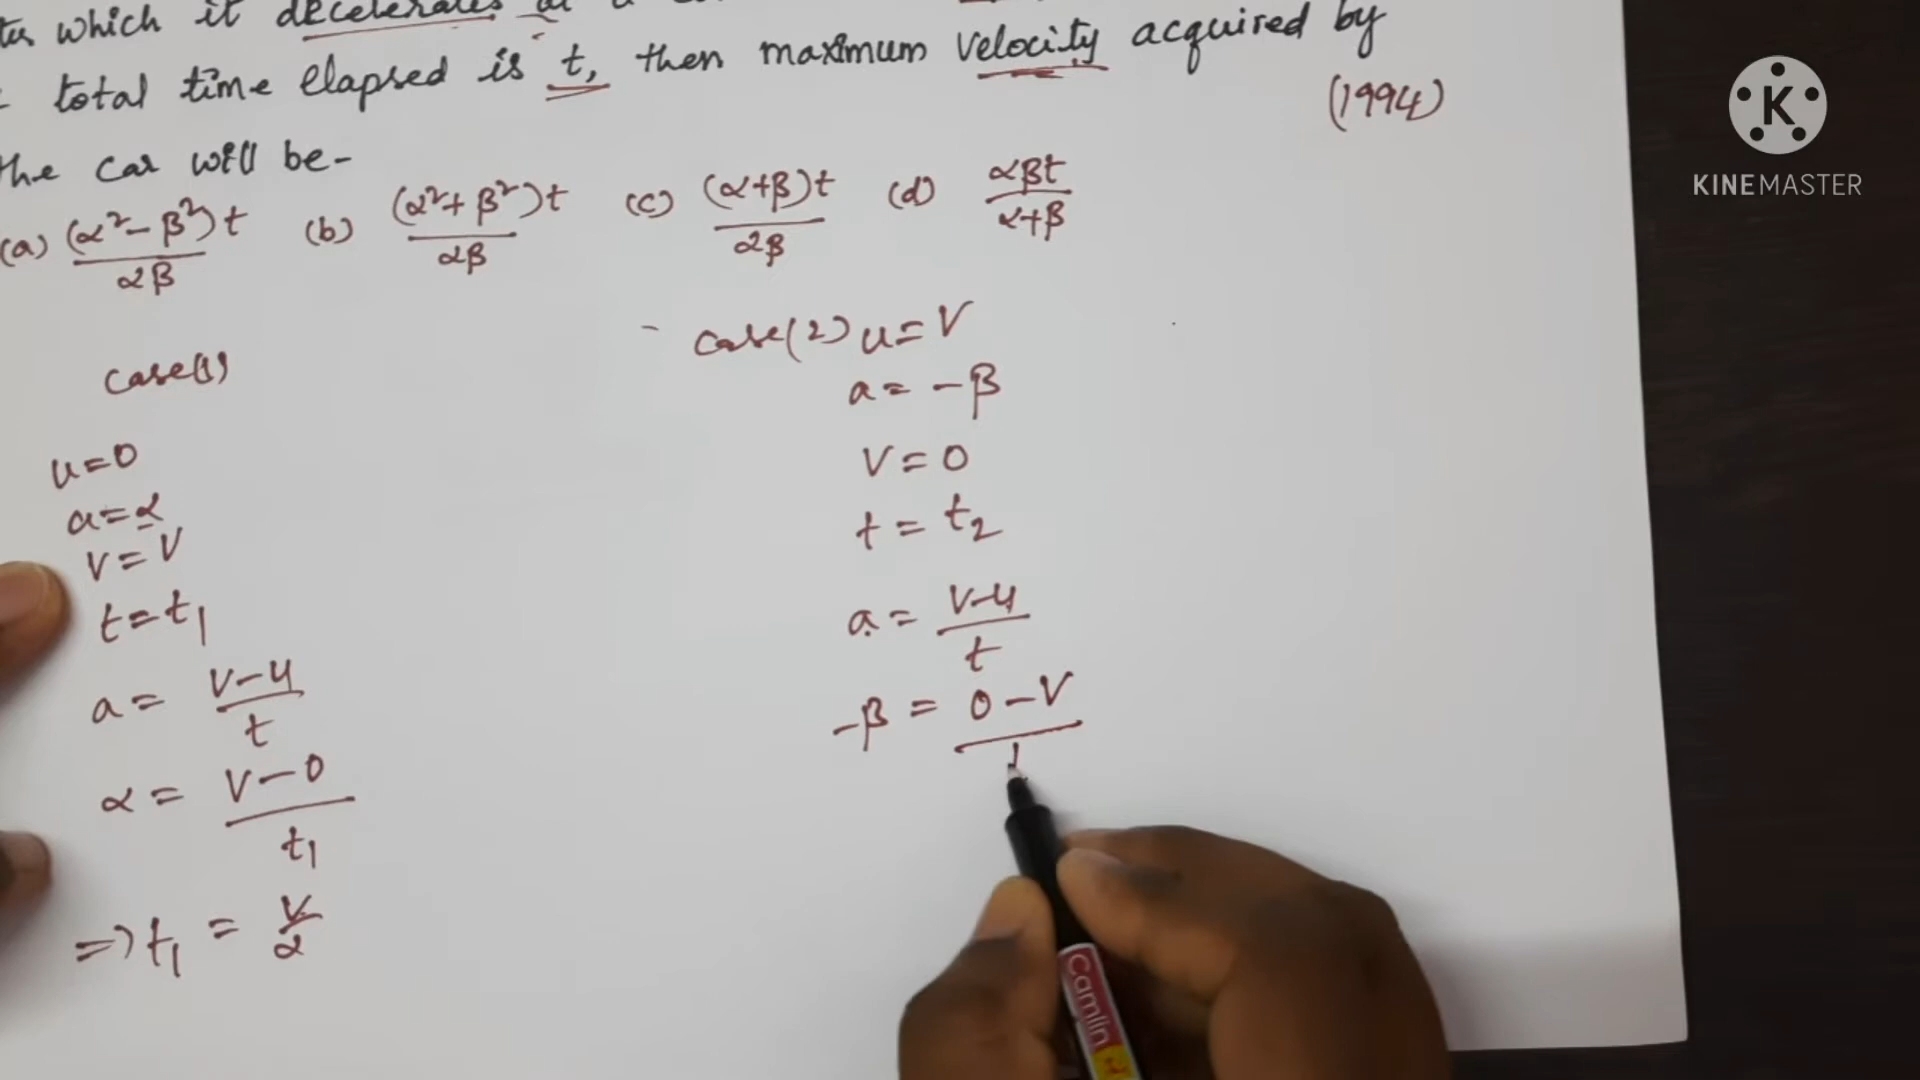 which it decelerates
total time elapsed is t, then maximum velocity acquired by
the car will be-
(1994)
(a) (α²-β²)t / αβ (b) (α²+β²)t / αβ (c) (α+β)t / αβ (d) αβt / α+β
case(1)
u=0
a=α
v=V
t=t₁
a = v-u / t
α = V-0 / t₁
=> t₁ = V/α
case(2) u=V
a = -β
v = 0
t = t₂
a = v-u / t
-β = 0-V /
KINEMASTER
Camlin